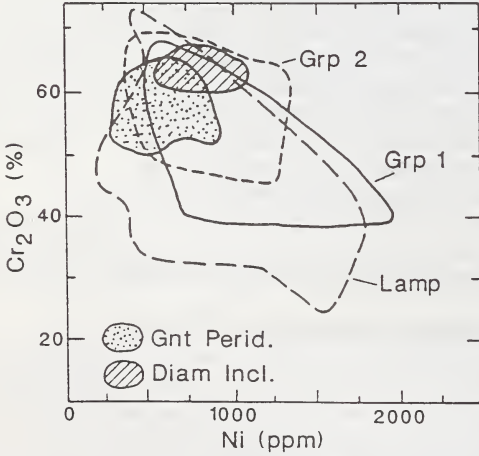 Grp 2
60
Grp 1
Cr2O3 (%)
40
Lamp
20
Gnt Perid.
Diam Incl.
0 1000 2000
Ni (ppm)